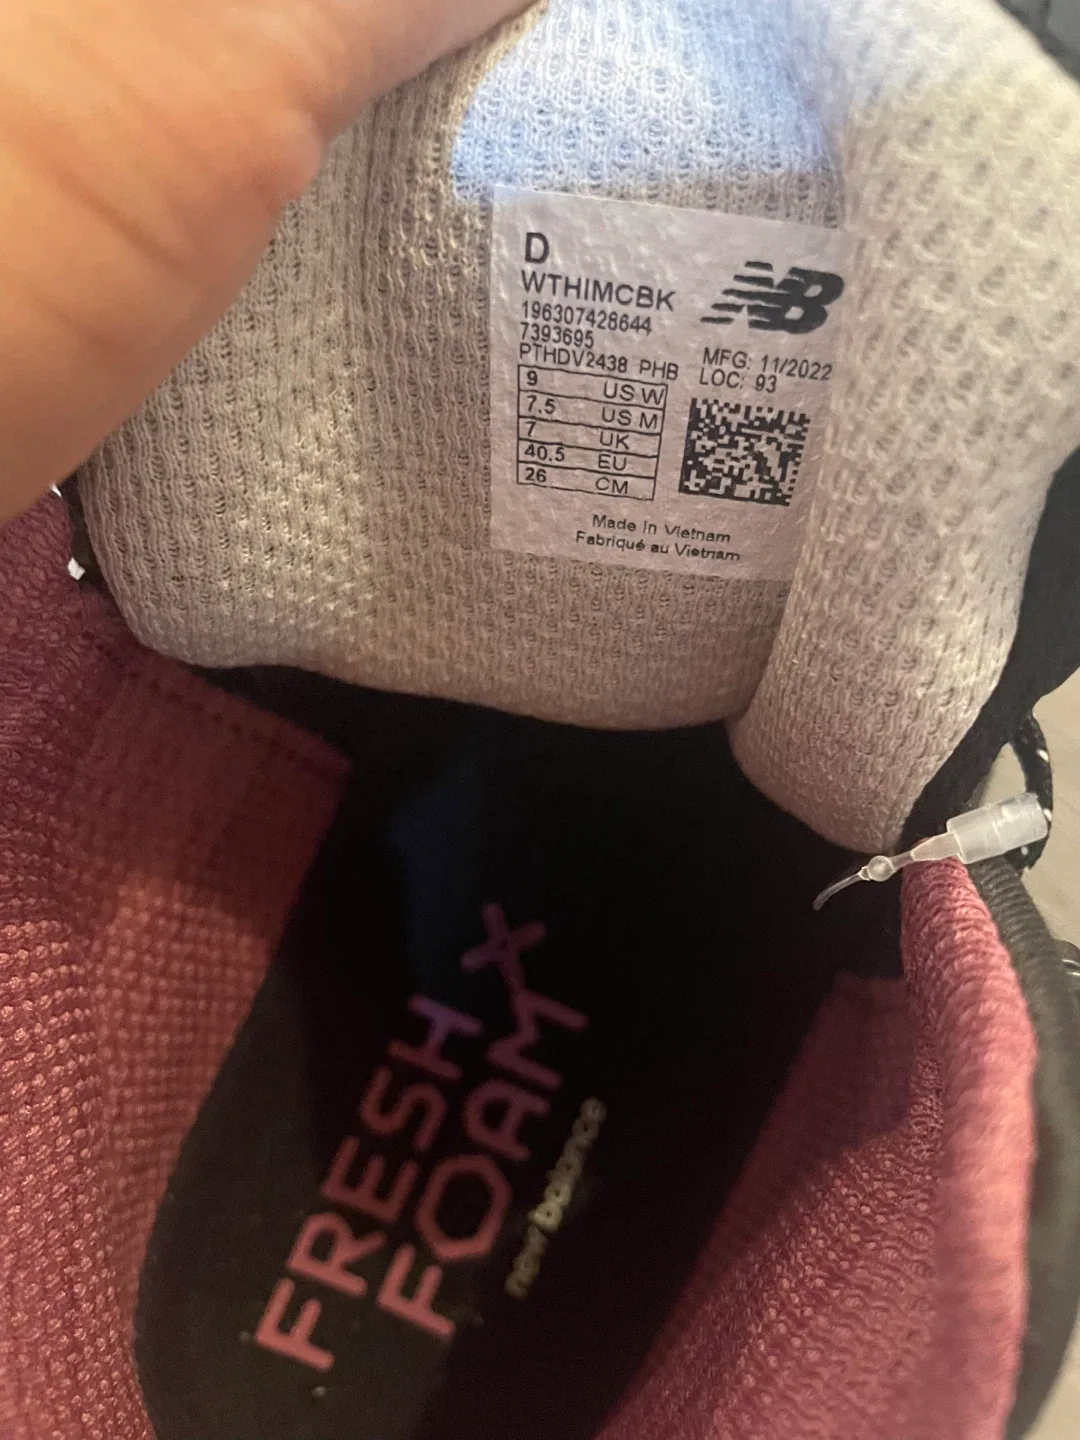 D
WTHIMCBK
196307428644
7393695
PTHDV2438 PHB
9 US W
7.5 US M
7 UK
40.5 EU
26 CM
NB
MFG: 11/2022
LOC: 93
Made In Vietnam
Fabriqué au Vietnam
FRESH X
FOAM
new balance